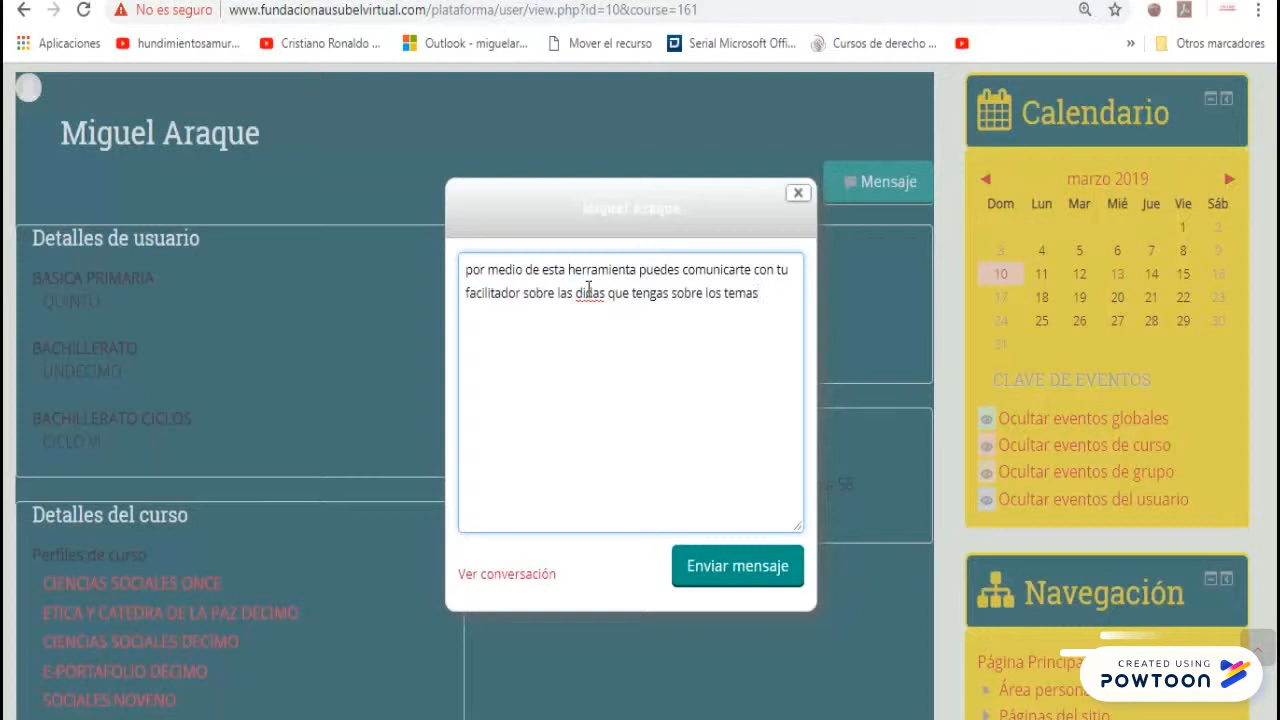 No es seguro
www.fundacionausubelvirtual.com/plataforma/user/view.php?id=10&course=161
Aplicaciones
hundimientosamur...
Cristiano Ronaldo ...
Outlook - miguelar...
Mover el recurso
Serial Microsoft Offi...
Cursos de derecho ...
»
Otros marcadores
Miguel Araque
Mensaje
Detalles de usuario
BASICA PRIMARIA
QUINTO
BACHILLERATO
UNDECIMO
BACHILLERATO CICLOS
CICLO VI
Detalles del curso
Perfiles de curso
CIENCIAS SOCIALES ONCE
ETICA Y CATEDRA DE LA PAZ DECIMO
CIENCIAS SOCIALES DECIMO
E-PORTAFOLIO DECIMO
SOCIALES NOVENO
Miguel Araque
por medio de esta herramienta puedes comunicarte con tu
facilitador sobre las didas que tengas sobre los temas
Ver conversación
Enviar mensaje
Calendario
marzo 2019
Dom Lun Mar Mié Jue Vie Sáb
1 2
3 4 5 6 7 8 9
10 11 12 13 14 15 16
17 18 19 20 21 22 23
24 25 26 27 28 29 30
31
CLAVE DE EVENTOS
Ocultar eventos globales
Ocultar eventos de curso
Ocultar eventos de grupo
Ocultar eventos del usuario
Navegación
Página Principa
Área person
Páginas del sitio
CREATED USING
POWTOON